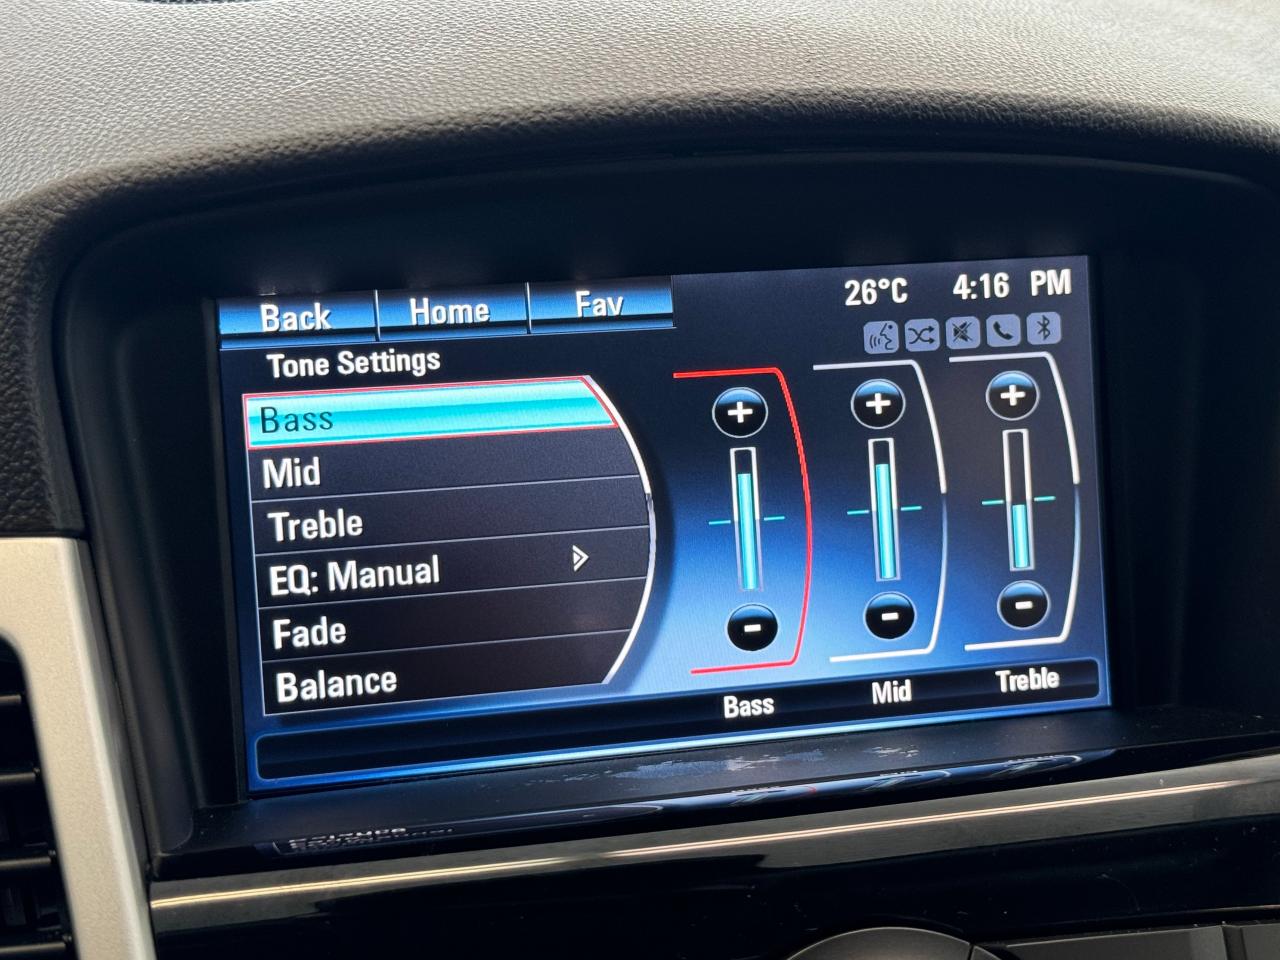 Back Home Fav 26°C 4:16 PM
Tone Settings
Bass
Mid
Treble
EQ: Manual
Fade
Balance
+ + +
- - -
Bass Mid Treble